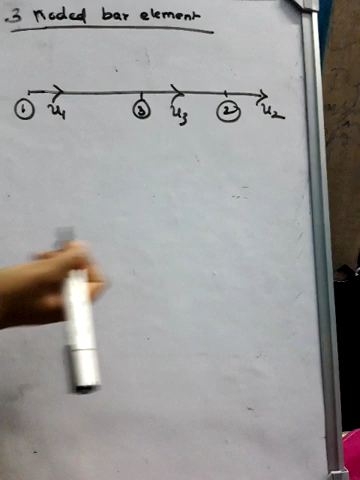 .3 Noded bar element
① u₁ ③ u₃ ② u₂